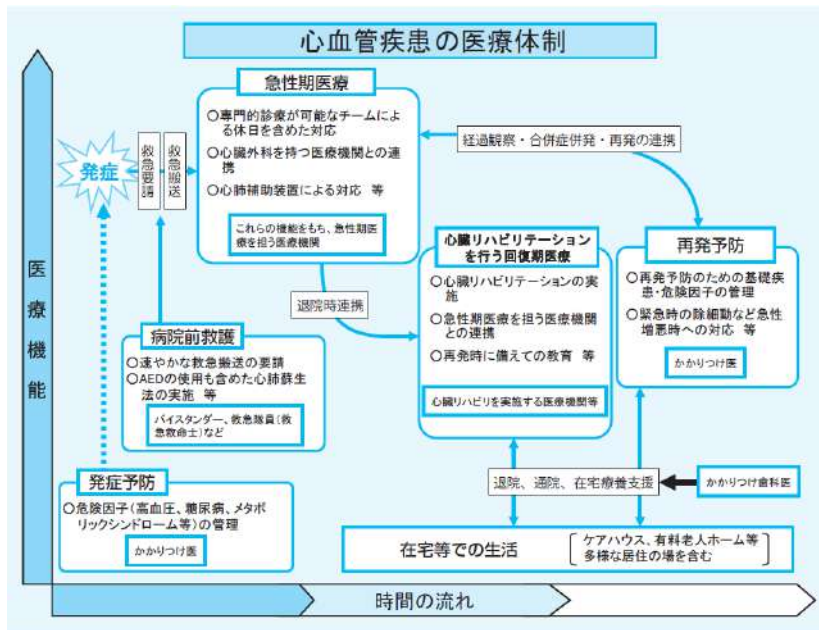 心血管疾患の医療体制
急性期医療
○専門的診療が可能なチームによ
る休日を含めた対応
○心臓外科を持つ医療機関との連
携
○心肺補助装置による対応 等
これらの機能をもち、急性期医
療を担う医療機関
発症
救急要請
救急搬送
経過観察・合併症併発・再発の連携
心臓リハビリテーション
を行う回復期医療
○心臓リハビリテーションの実
施
○急性期医療を担う医療機関
との連携
○再発時に備えての教育 等
心臓リハビリを実施する医療機関等
再発予防
○再発予防のための基礎疾
患・危険因子の管理
○緊急時の除細動など急性
増悪時への対応 等
かかりつけ医
退院時連携
医療機能
病院前救護
○速やかな救急搬送の要請
○AEDの使用も含めた心肺蘇生
法の実施 等
バイスタンダー、救急隊員(救
急救命士)など
発症予防
○危険因子(高血圧、糖尿病、メタボ
リックシンドローム等)の管理
かかりつけ医
退院、通院、在宅療養支援
かかりつけ歯科医
在宅等での生活
ケアハウス、有料老人ホーム等
多様な居住の場を含む
時間の流れ